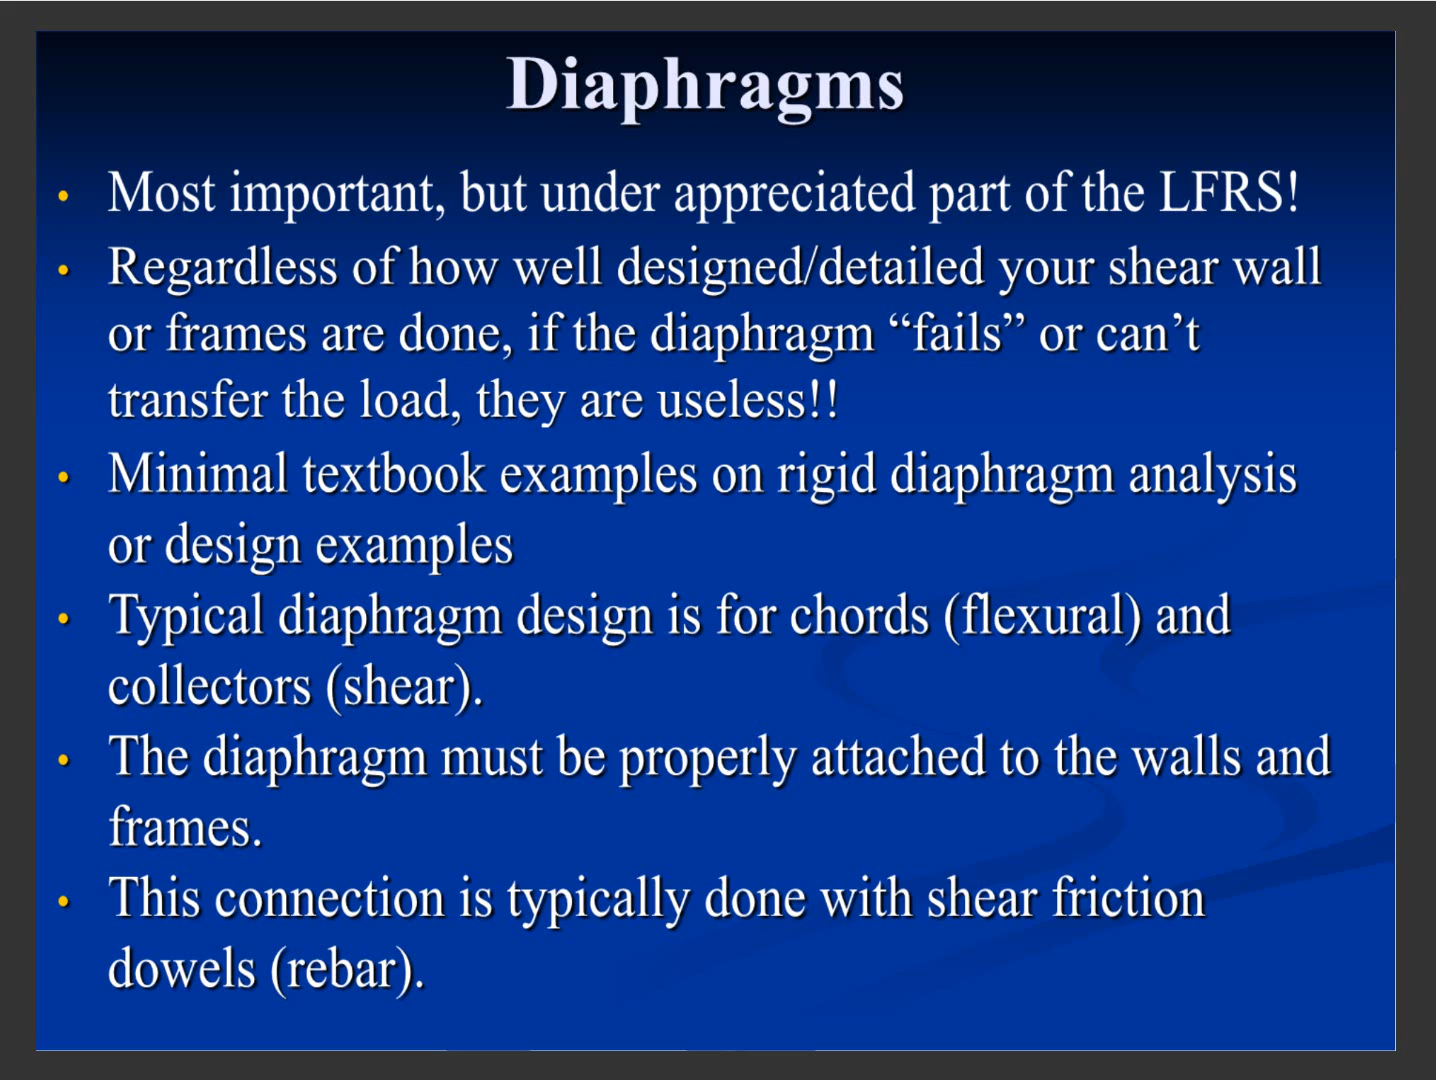 Diaphragms
• Most important, but under appreciated part of the LFRS!
• Regardless of how well designed/detailed your shear wall
or frames are done, if the diaphragm “fails” or can’t
transfer the load, they are useless!!
• Minimal textbook examples on rigid diaphragm analysis
or design examples
• Typical diaphragm design is for chords (flexural) and
collectors (shear).
• The diaphragm must be properly attached to the walls and
frames.
• This connection is typically done with shear friction
dowels (rebar).